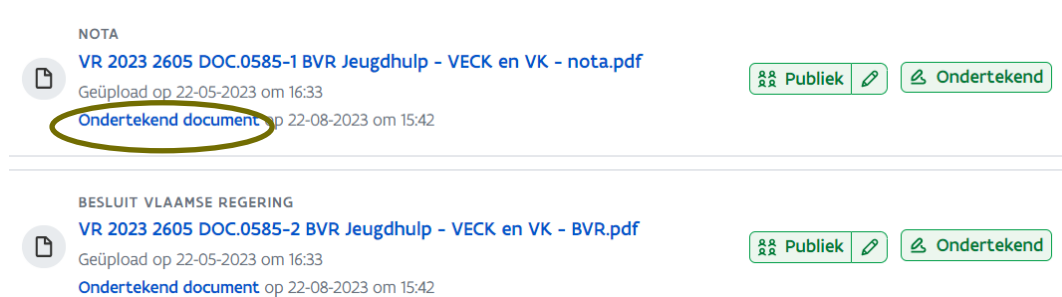 NOTA
VR 2023 2605 DOC.0585-1 BVR Jeugdhulp - VECK en VK - nota.pdf
Publiek
Ondertekend
Geüpload op 22-05-2023 om 16:33
Ondertekend document op 22-08-2023 om 15:42
BESLUIT VLAAMSE REGERING
VR 2023 2605 DOC.0585-2 BVR Jeugdhulp - VECK en VK - BVR.pdf
Publiek
Ondertekend
Geüpload op 22-05-2023 om 16:33
Ondertekend document op 22-08-2023 om 15:42